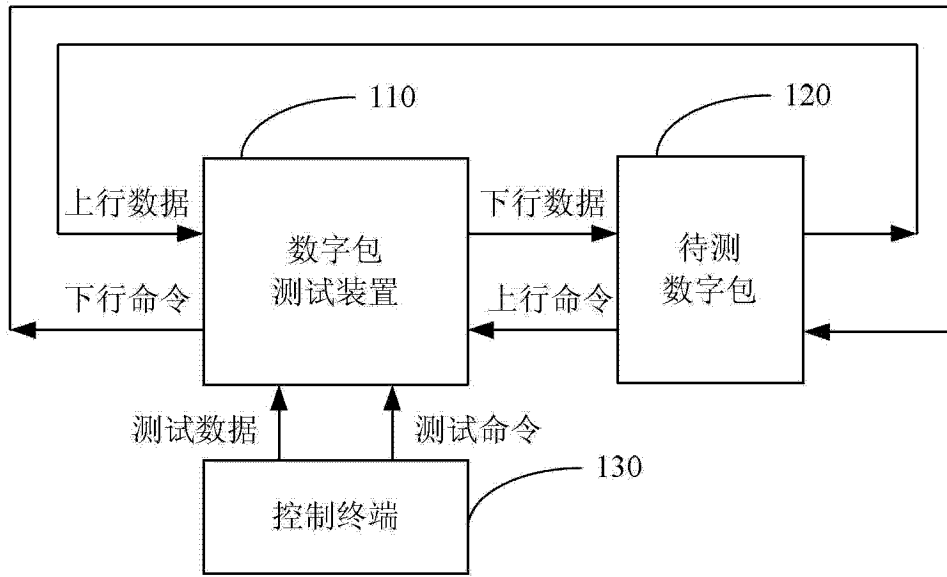 110
120
上行数据
下行数据
数字包
测试装置
待测
数字包
下行命令
上行命令
测试数据
测试命令
130
控制终端